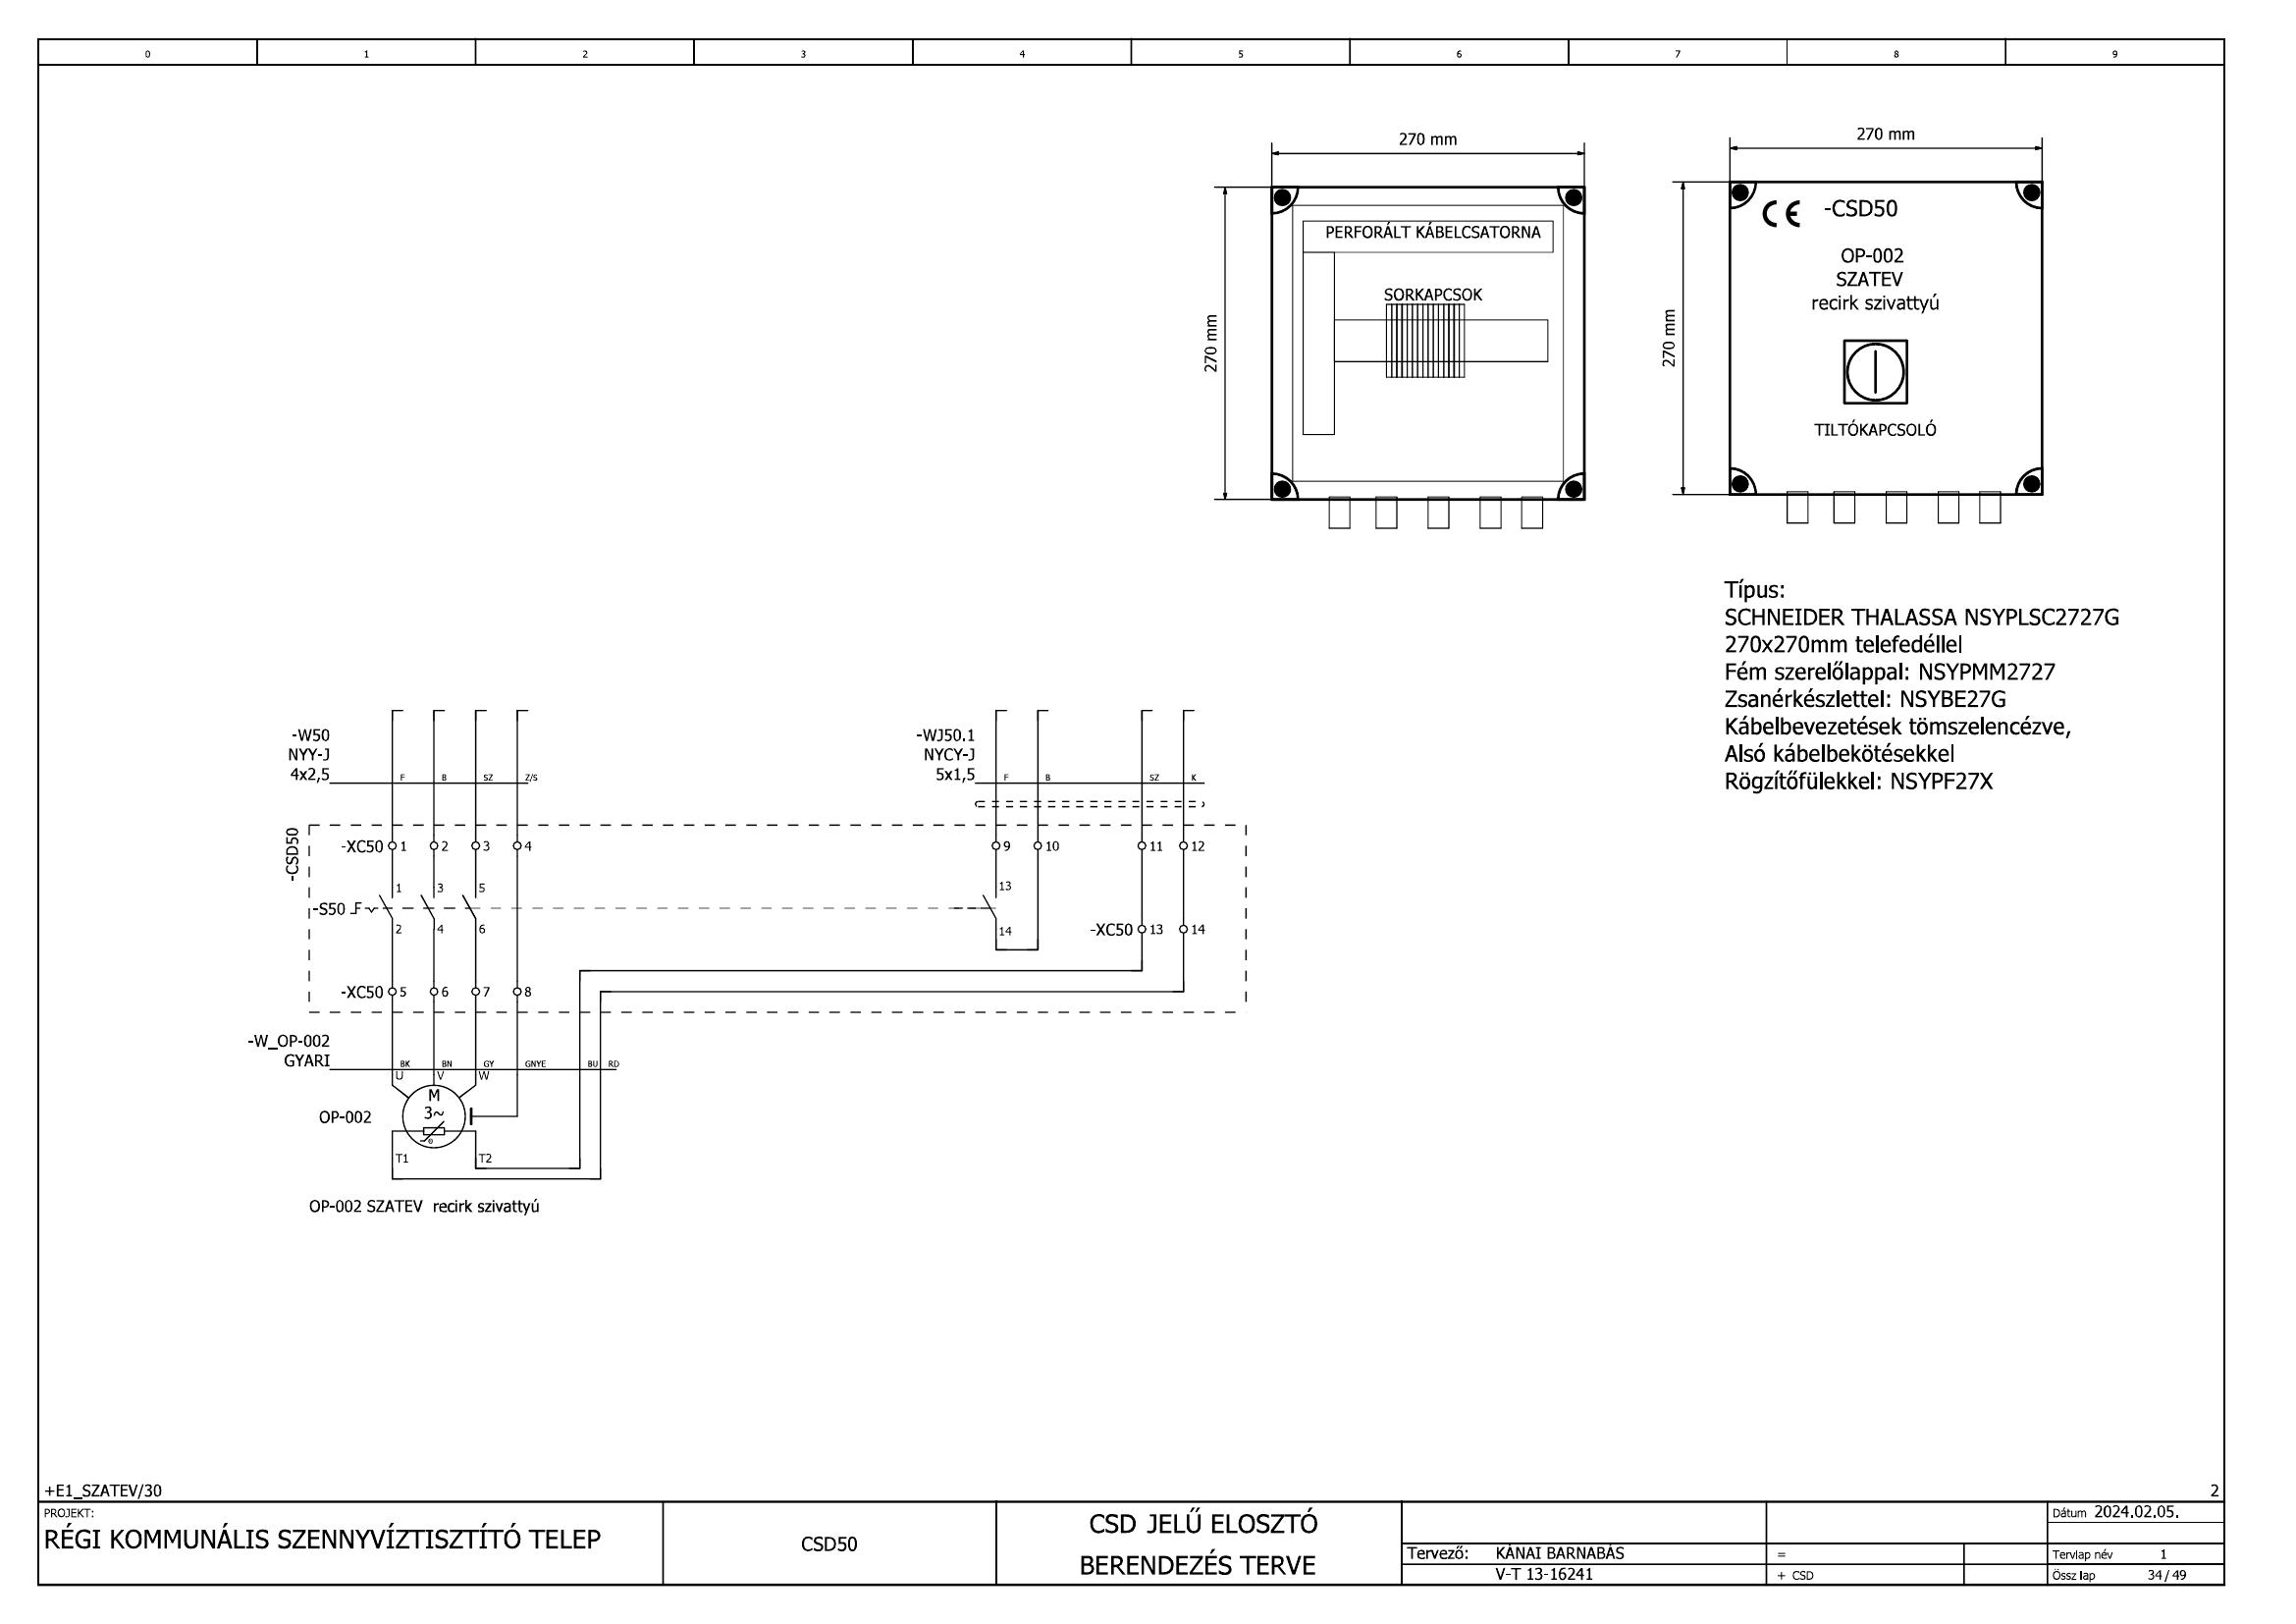 0 1 2 3 4 5 6 7 8 9
270 mm
270 mm
PERFORÁLT KÁBELCSATORNA
SORKAPCSOK
270 mm
270 mm
CE -CSD50
OP-002
SZATEV
recirk szivattyú
TILTÓKAPCSOLÓ
Típus:
SCHNEIDER THALASSA NSYPLSC2727G
270x270mm telefedéllel
Fém szerelőlappal: NSYPMM2727
Zsanérkészlettel: NSYBE27G
Kábelbevezetések tömszelencézve,
Alsó kábelbekötésekkel
Rögzítőfülekkel: NSYPF27X
-W50
NYY-J
4x2,5
F B SZ Z/S
-WJ50.1
NYCY-J
5x1,5
F B SZ K
-CSD50
-XC50 1 2 3 4
9 10 11 12
1 3 5
13
-S50
2 4 6
14
-XC50 13 14
-XC50 5 6 7 8
-W_OP-002
GYARI
BK BN GY GNYE BU RD
U V W
M
3~
OP-002
T1 T2
OP-002 SZATEV recirk szivattyú
+E1_SZATEV/30
2
PROJEKT:
RÉGI KOMMUNÁLIS SZENNYVÍZTISZTÍTÓ TELEP
CSD50
CSD JELŰ ELOSZTÓ
BERENDEZÉS TERVE
Tervező: KÁNAI BARNABÁS
V-T 13-16241
=
+ CSD
Dátum 2024.02.05.
Tervlap név 1
Össz lap 34 / 49